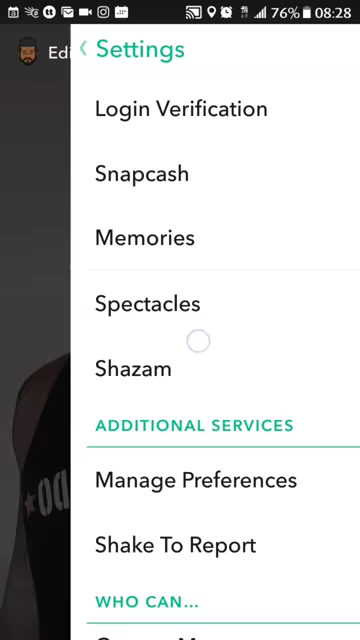 76% 08:28
Edi
Settings
Login Verification
Snapcash
Memories
Spectacles
Shazam
ADDITIONAL SERVICES
Manage Preferences
Shake To Report
WHO CAN...